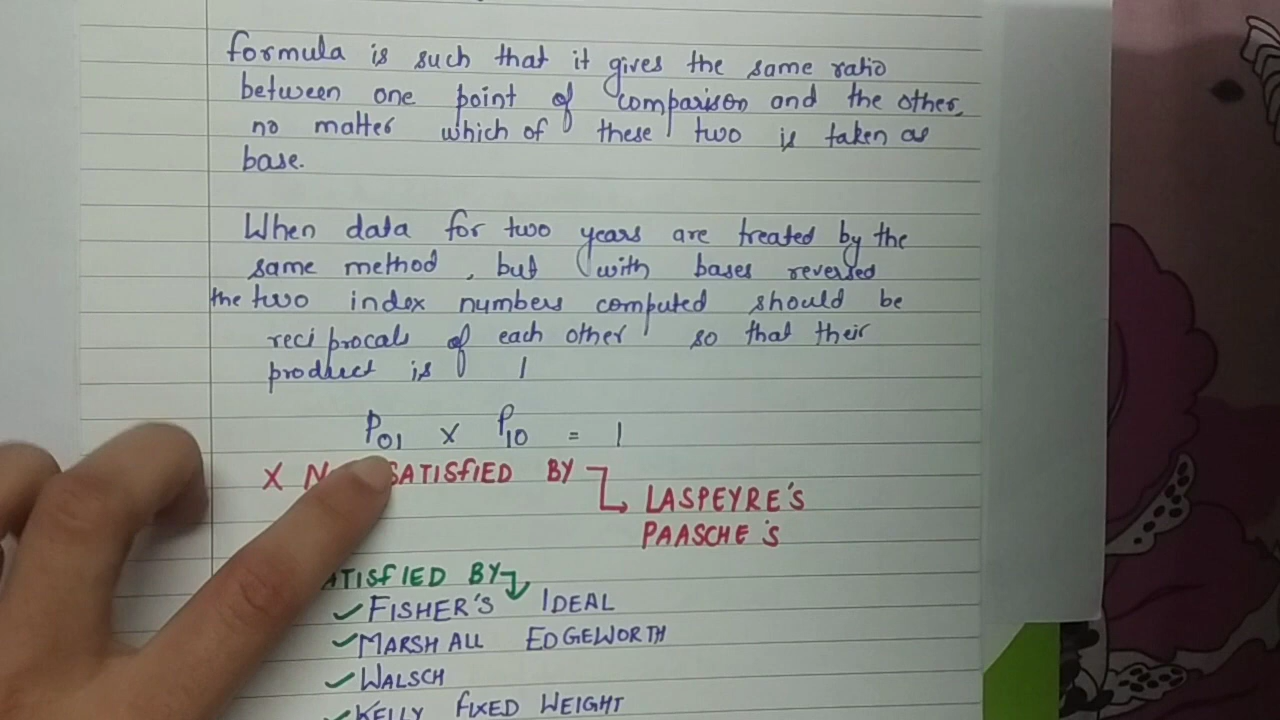 formula is such that it gives the same ratio
between one point of comparison and the other,
no matter which of these two is taken as
base.
When data for two years are treated by the
same method, but with bases reversed
the two index numbers computed should be
reciprocals of each other so that their
product is 1
P01 x P10 = 1
X SATISFIED BY
LASPEYRE'S
PAASCHE'S
ATISFIED BY
✓ FISHER'S IDEAL
✓ MARSHALL EDGEWORTH
✓ WALSCH
✓ KELLY FIXED WEIGHT